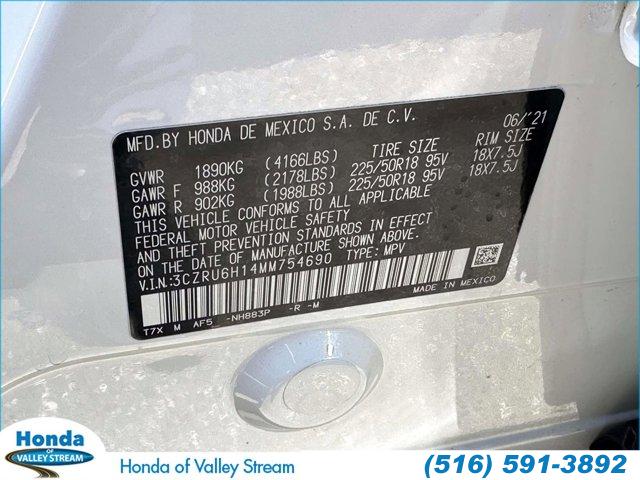 MFD.BY HONDA DE MEXICO S.A. DE C.V. 06/'21
GVWR 1890KG (4166LBS) TIRE SIZE RIM SIZE
GAWR F 988KG (2178LBS) 225/50R18 95V 18X7.5J
GAWR R 902KG (1988LBS) 225/50R18 95V 18X7.5J
THIS VEHICLE CONFORMS TO ALL APPLICABLE
FEDERAL MOTOR VEHICLE SAFETY
AND THEFT PREVENTION STANDARDS IN EFFECT
ON THE DATE OF MANUFACTURE SHOWN ABOVE.
V.I.N:3CZRU6H14MM754690 TYPE: MPV
MADE IN MEXICO
T7X M AF5 -NH883P -R -M
Honda
OF
VALLEY STREAM
Honda of Valley Stream
(516) 591-3892